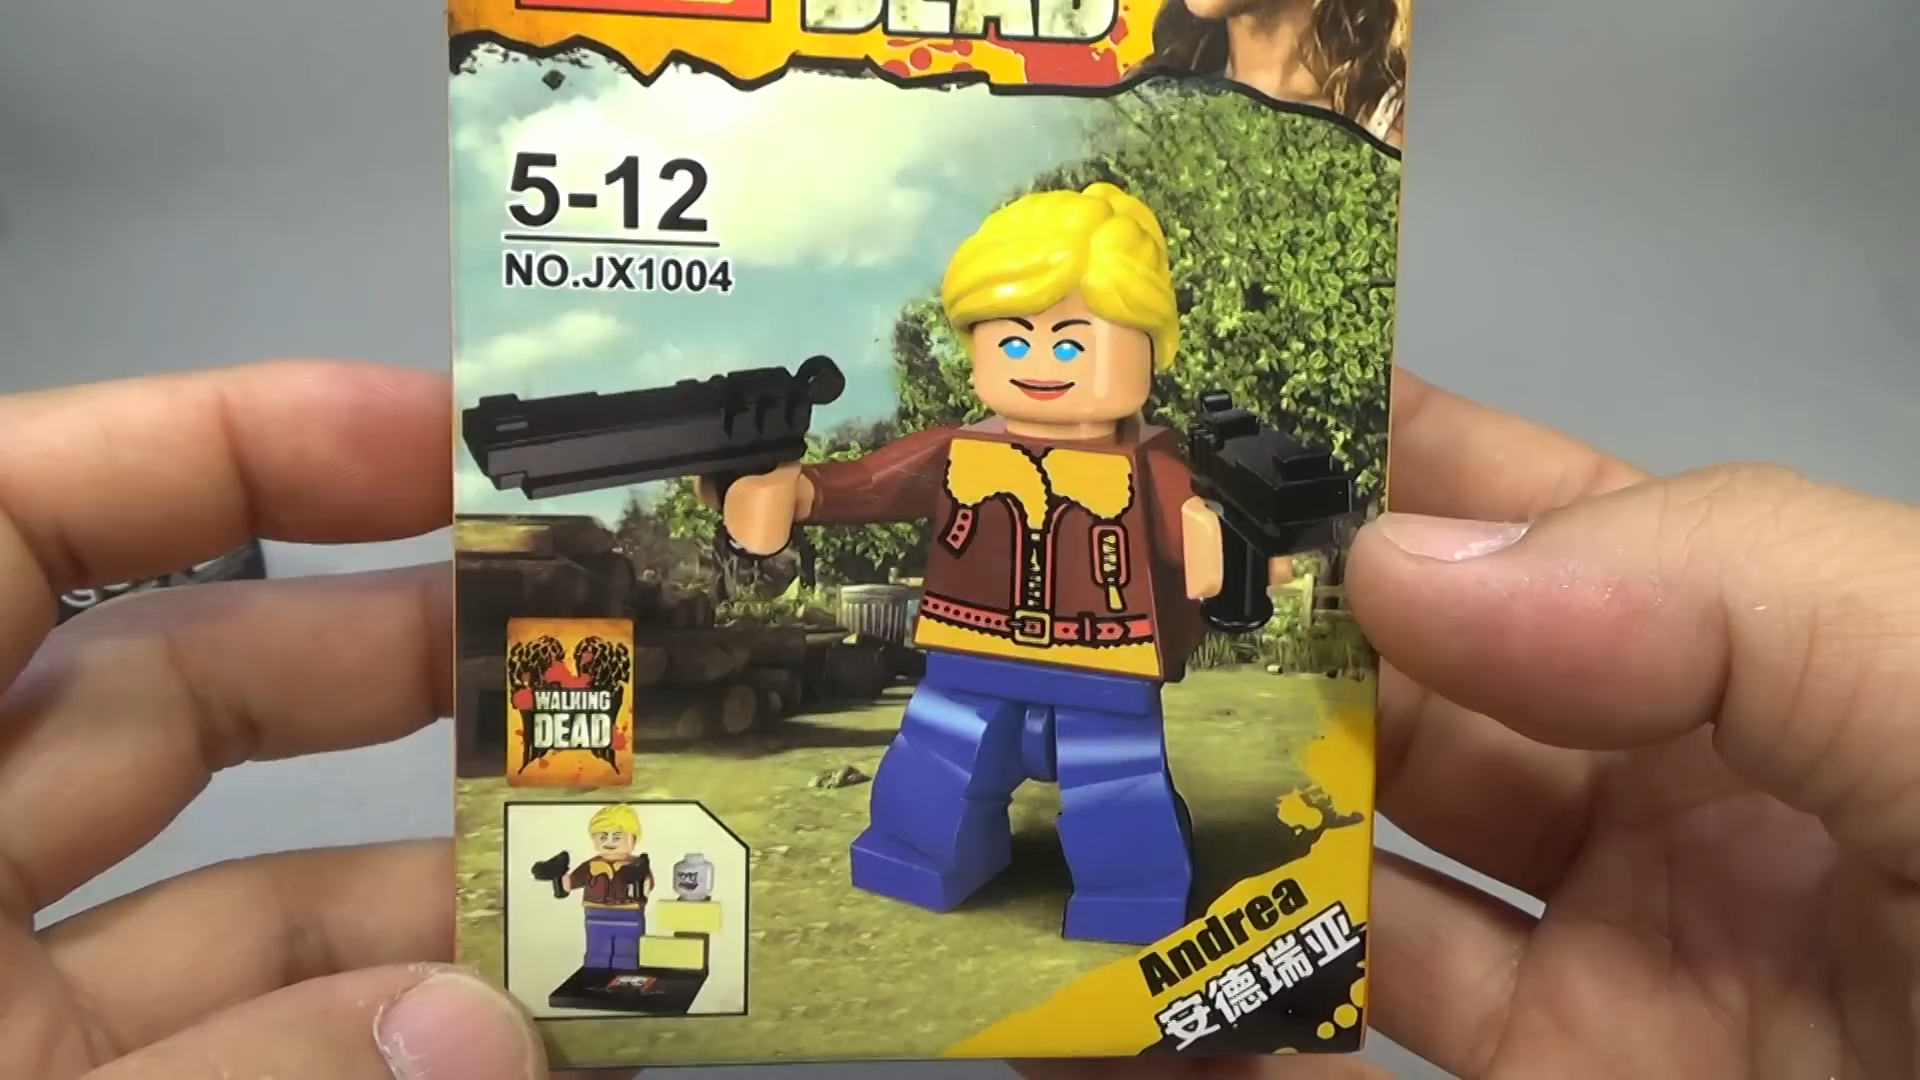 DEAD
5-12
NO.JX1004
WALKING
DEAD
Andrea
安德瑞亚